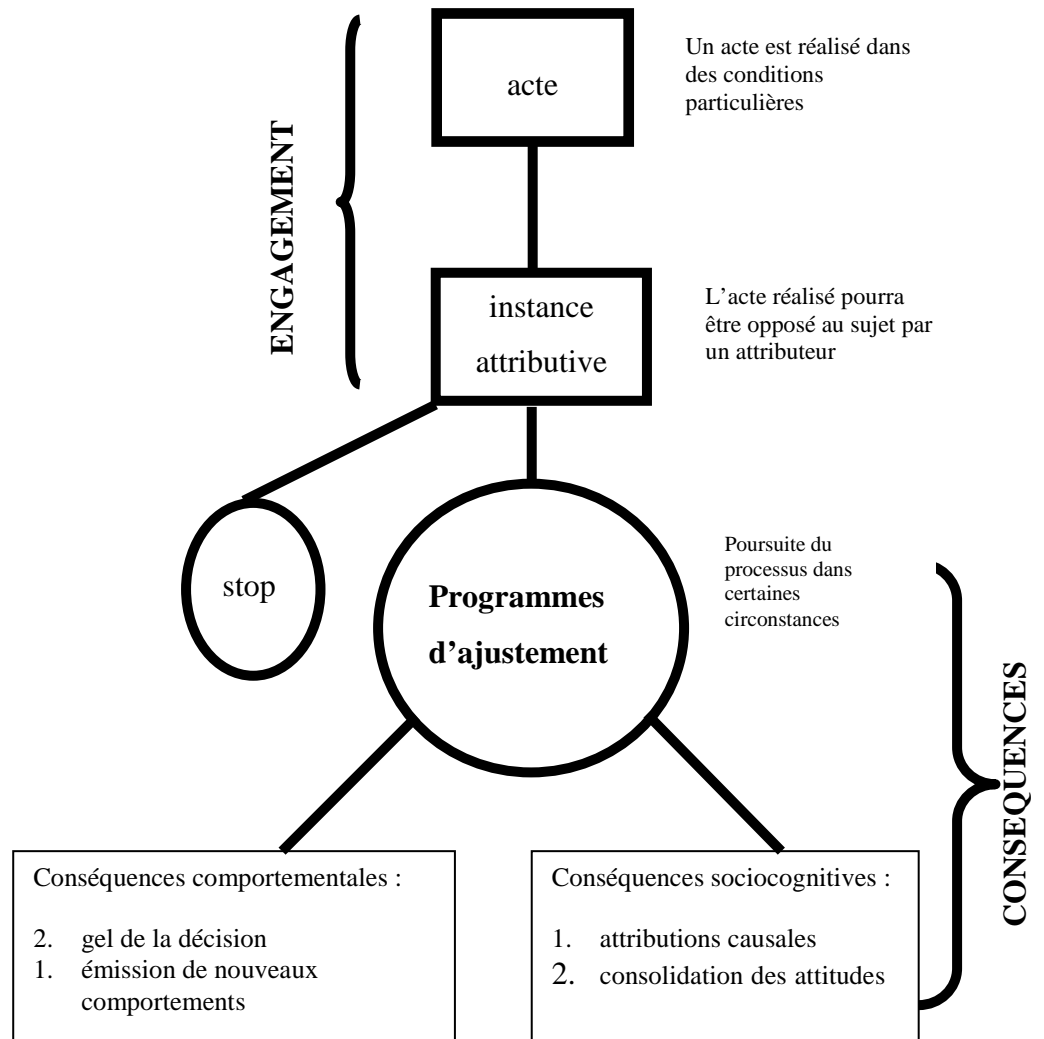 Un acte est réalisé dans
des conditions
particulières
acte
ENGAGEMENT
instance
attributive
L'acte réalisé pourra
être opposé au sujet par
un attributeur
stop
Programmes
d'ajustement
Poursuite du
processus dans
certaines
circonstances
CONSEQUENCES
Conséquences comportementales :
2. gel de la décision
1. émission de nouveaux
comportements
Conséquences sociocognitives :
1. attributions causales
2. consolidation des attitudes